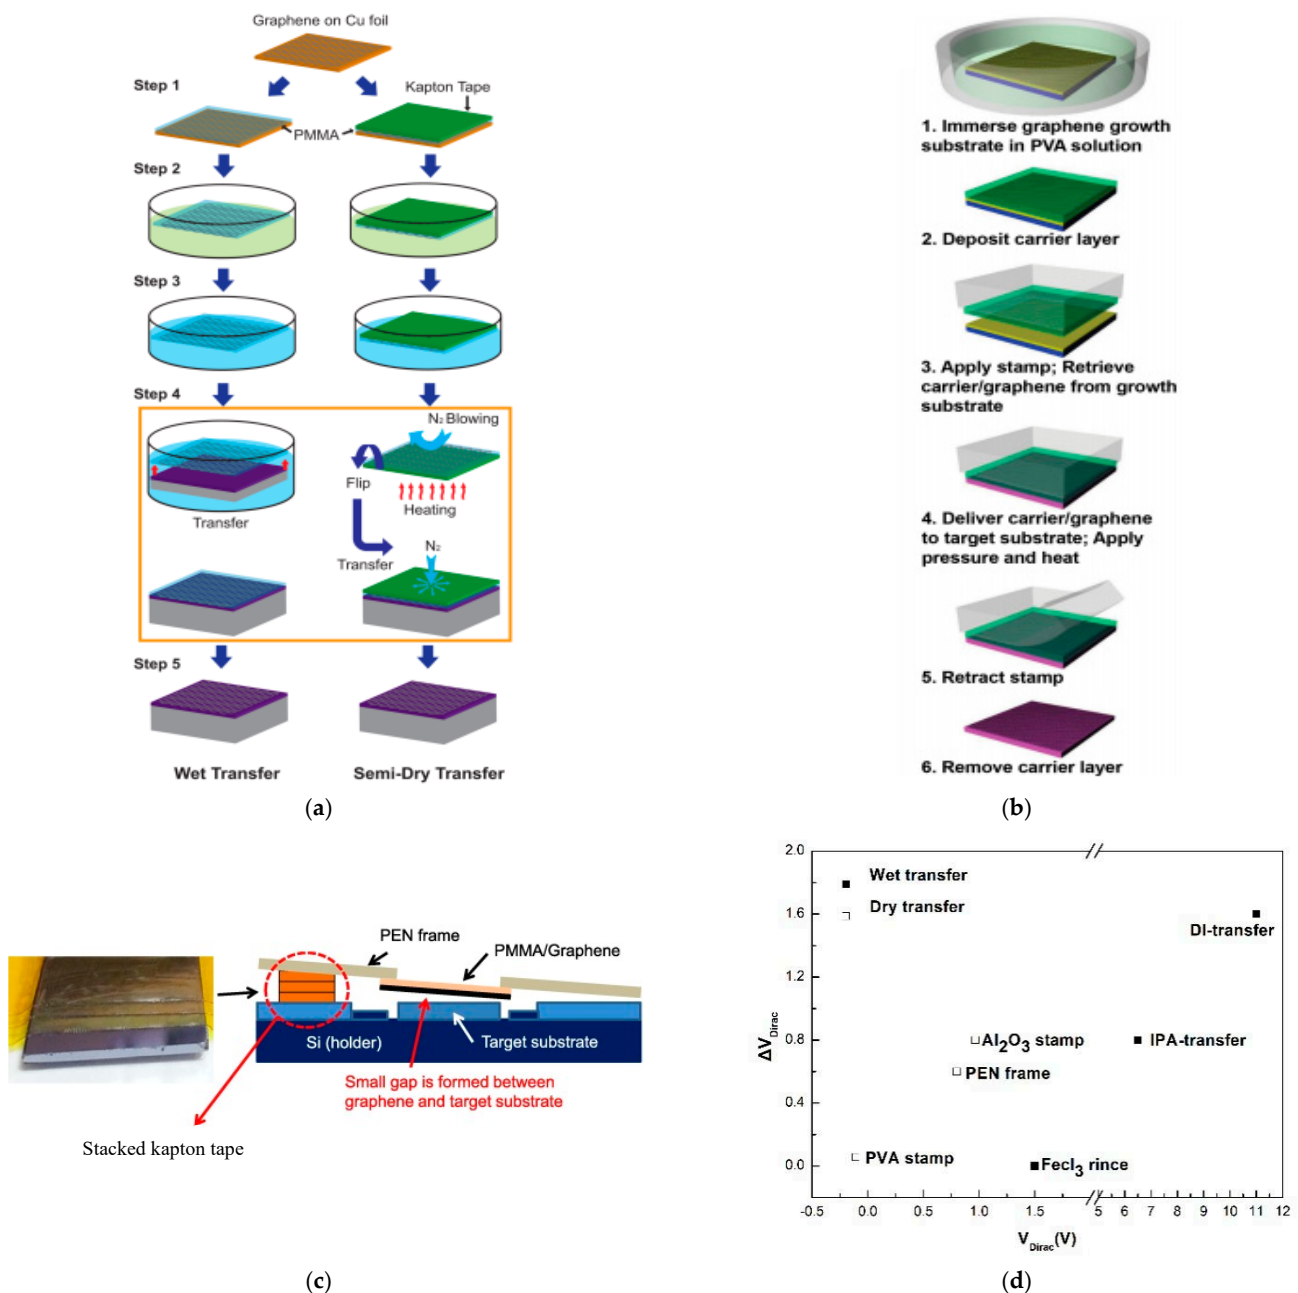 Graphene on Cu foil
Step 1
Kapton Tape
PMMA
Step 2
Step 3
Step 4
Transfer
N2 Blowing
Flip
Heating
Transfer
N2
Step 5
Wet Transfer
Semi-Dry Transfer
(a)
1. Immerse graphene growth
substrate in PVA solution
2. Deposit carrier layer
3. Apply stamp; Retrieve
carrier/graphene from growth
substrate
4. Deliver carrier/graphene
to target substrate; Apply
pressure and heat
5. Retract stamp
6. Remove carrier layer
(b)
PEN frame
PMMA/Graphene
Si (holder)
Target substrate
Small gap is formed between
graphene and target substrate
Stacked kapton tape
(c)
2.0
1.6
1.2
0.8
0.4
0.0
ΔVDirac
Wet transfer
Dry transfer
DI-transfer
Al2O3 stamp
IPA-transfer
PEN frame
PVA stamp
Fecl3 rince
-0.5 0.0 0.5 1.0 1.5 5 6 7 8 9 10 11 12
VDirac(V)
(d)